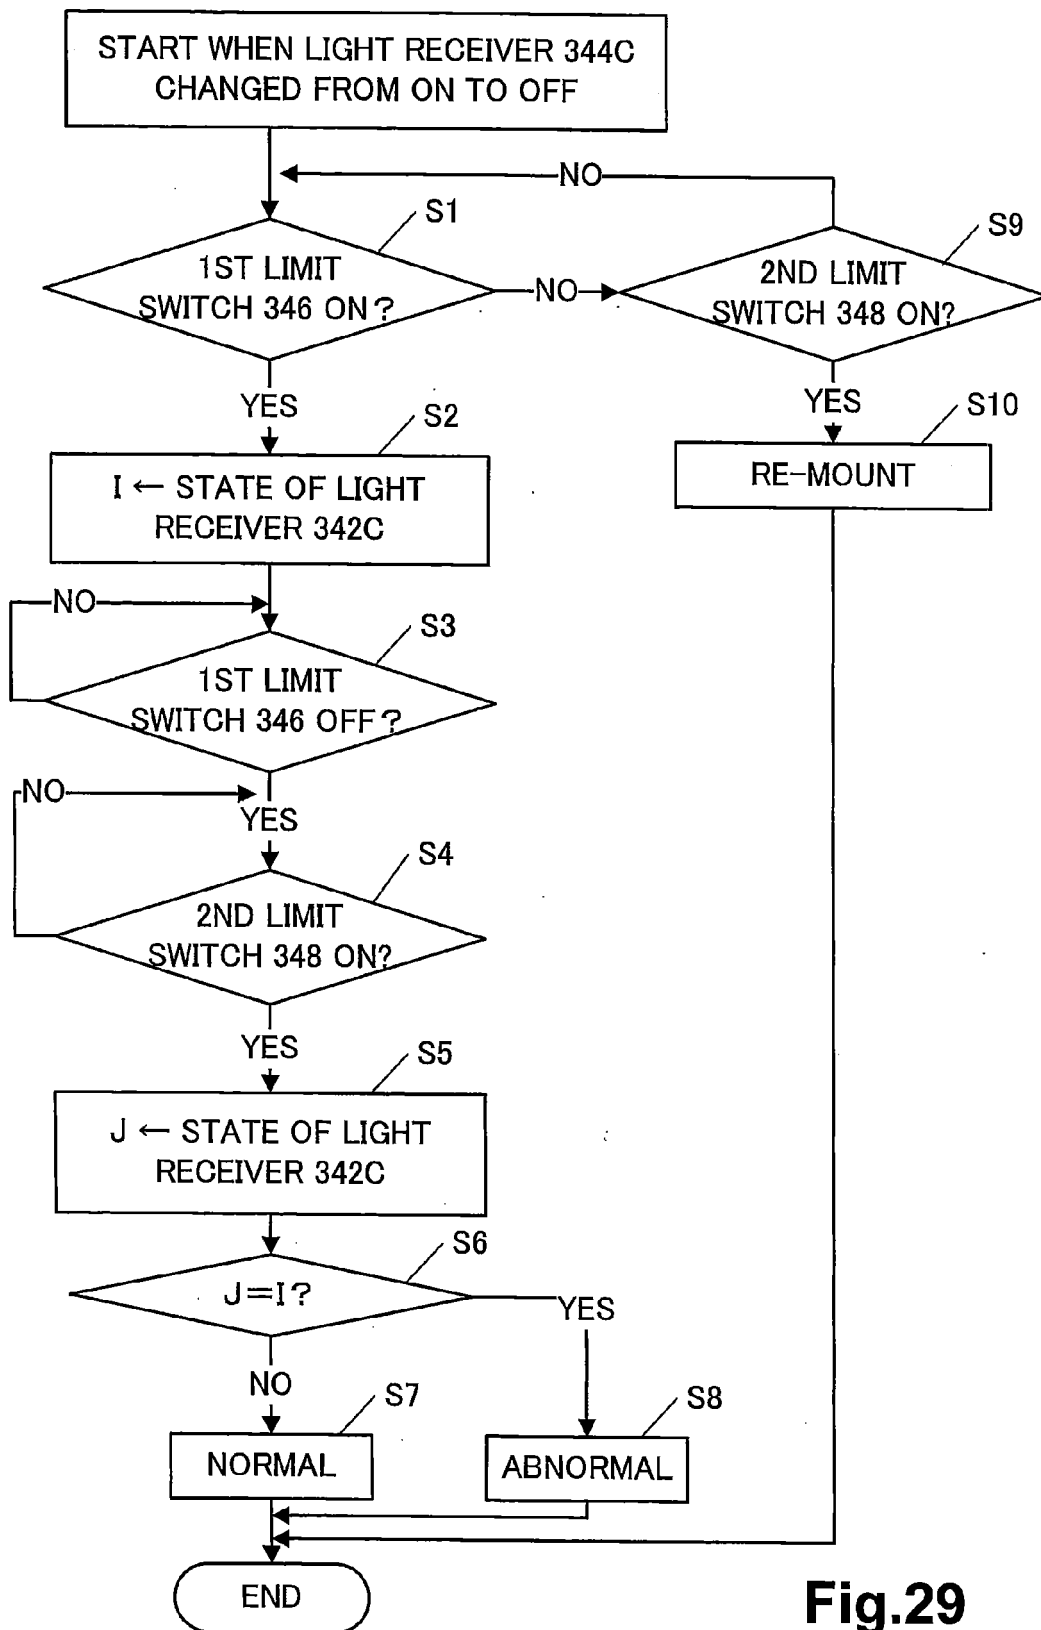 START WHEN LIGHT RECEIVER 344C
CHANGED FROM ON TO OFF
NO
S1
1ST LIMIT
SWITCH 346 ON?
NO
S9
2ND LIMIT
SWITCH 348 ON?
YES
YES
S2
S10
I ← STATE OF LIGHT
RECEIVER 342C
RE-MOUNT
NO
S3
1ST LIMIT
SWITCH 346 OFF?
NO
YES
S4
2ND LIMIT
SWITCH 348 ON?
YES
S5
J ← STATE OF LIGHT
RECEIVER 342C
S6
J=I?
YES
NO
S7
S8
NORMAL
ABNORMAL
END
Fig.29